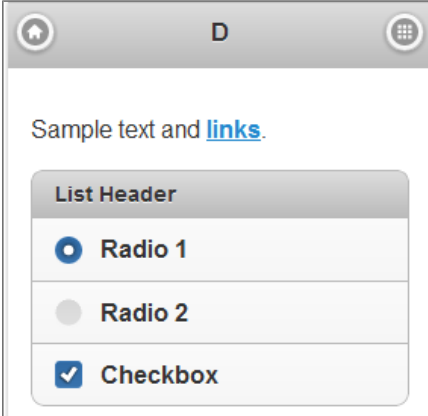 D
Sample text and links.
List Header
Radio 1
Radio 2
Checkbox